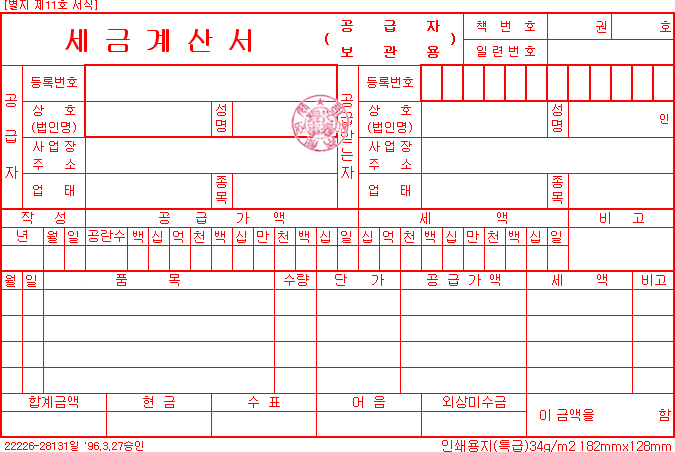 [별지 제11호 서식]
세 금 계 산 서
( 공 급 자 )
보 관 용
책 번 호 권 호
일 련 번 호
공 급 자
등록번호
상 호
(법인명)
성
명
사 업 장
주 소
업 태
종
목
공 급 받 는 자
등록번호
상 호
(법인명)
성
명
인
사 업 장
주 소
업 태
종
목
작 성 공 급 가 액 세 액 비 고
년 월 일 공란수 백 십 억 천 백 십 만 천 백 십 일 십 억 천 백 십 만 천 백 십 일
월 일 품 목 수량 단 가 공 급 가 액 세 액 비고
합계금액 현 금 수 표 어 음 외상미수금
이 금액을 함
22226-28131일 '96,3,27승인
인쇄용지(특급)34g/m2 182mmx128mm